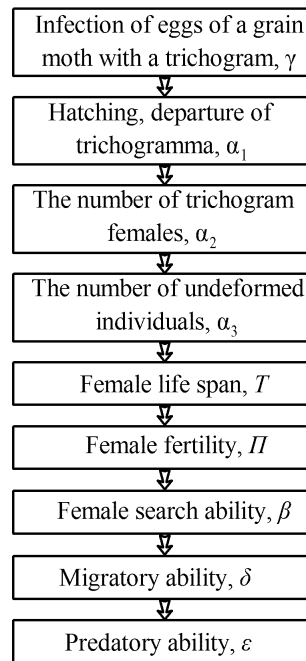 Infection of eggs of a grain
moth with a trichogram, γ
Hatching, departure of
trichogramma, α₁
The number of trichogram
females, α₂
The number of undeformed
individuals, α₃
Female life span, T
Female fertility, Π
Female search ability, β
Migratory ability, δ
Predatory ability, ε